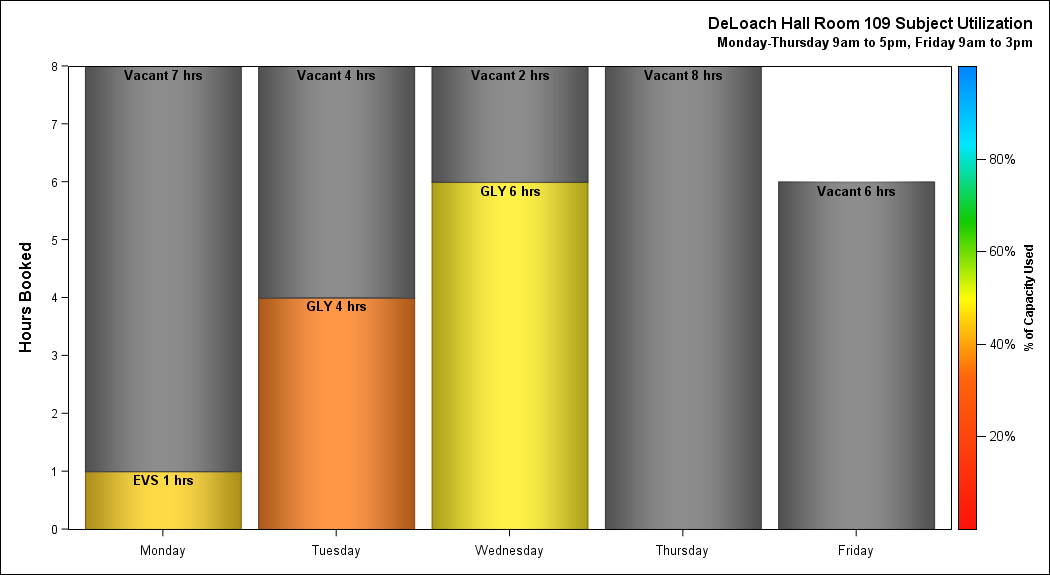 DeLoach Hall Room 109 Subject Utilization
Monday-Thursday 9am to 5pm, Friday 9am to 3pm
Hours Booked
8
7
6
5
4
3
2
1
0
Vacant 7 hrs
EVS 1 hrs
Vacant 4 hrs
GLY 4 hrs
Vacant 2 hrs
GLY 6 hrs
Vacant 8 hrs
Vacant 6 hrs
Monday
Tuesday
Wednesday
Thursday
Friday
80%
60%
40%
20%
% of Capacity Used